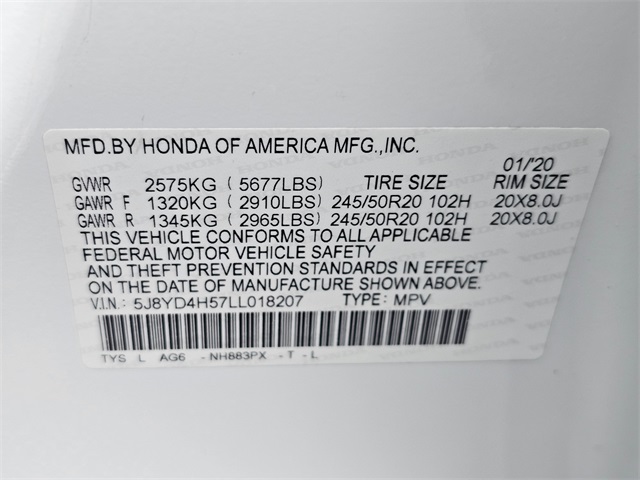 MFD.BY HONDA OF AMERICA MFG.,INC.
01/'20
GVWR 2575KG ( 5677LBS) TIRE SIZE RIM SIZE
GAWR F 1320KG ( 2910LBS) 245/50R20 102H 20X8.0J
GAWR R 1345KG ( 2965LBS) 245/50R20 102H 20X8.0J
THIS VEHICLE CONFORMS TO ALL APPLICABLE
FEDERAL MOTOR VEHICLE SAFETY
AND THEFT PREVENTION STANDARDS IN EFFECT
ON THE DATE OF MANUFACTURE SHOWN ABOVE.
V.I.N.: 5J8YD4H57LL018207 TYPE: MPV
TYS L AG6 -NH883PX - T - L